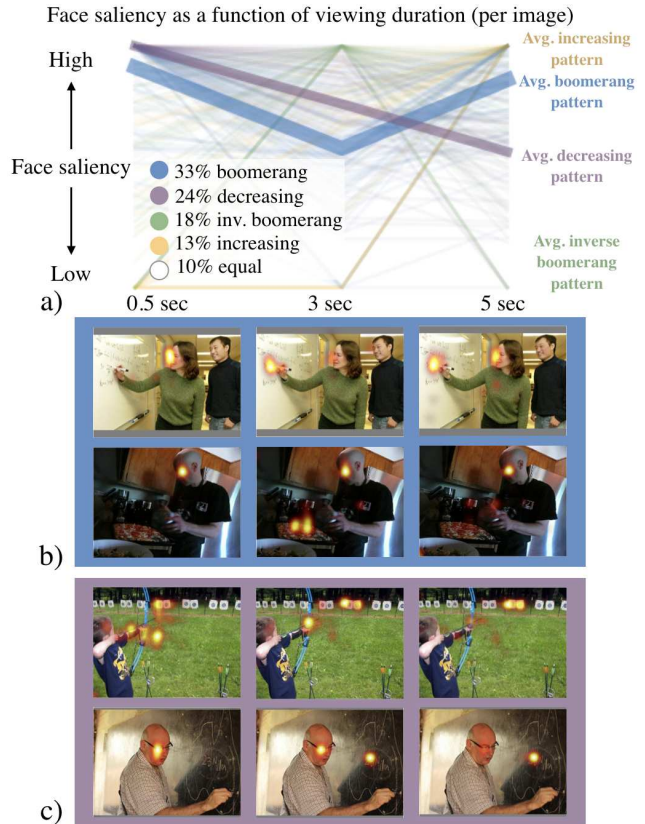 Face saliency as a function of viewing duration (per image)
High
Face saliency
Low
Avg. increasing
pattern
Avg. boomerang
pattern
Avg. decreasing
pattern
Avg. inverse
boomerang
pattern
33% boomerang
24% decreasing
18% inv. boomerang
13% increasing
10% equal
a)
0.5 sec
3 sec
5 sec
b)
c)